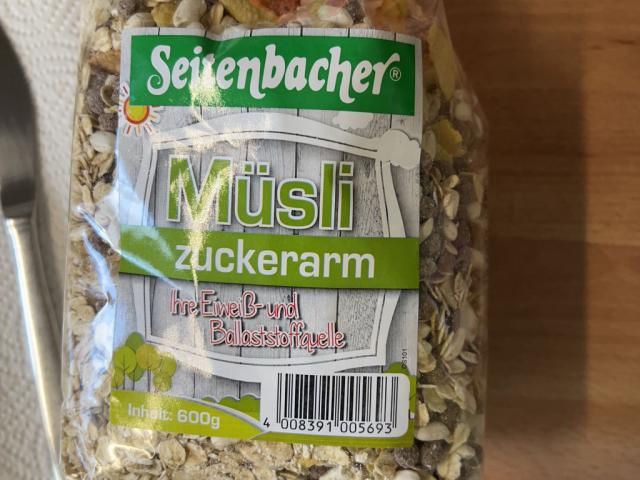 Seitenbacher®
Müsli
zuckerarm
Ihre Eiweiß- und
Ballaststoffquelle
Inhalt: 600g
4 008391 005693